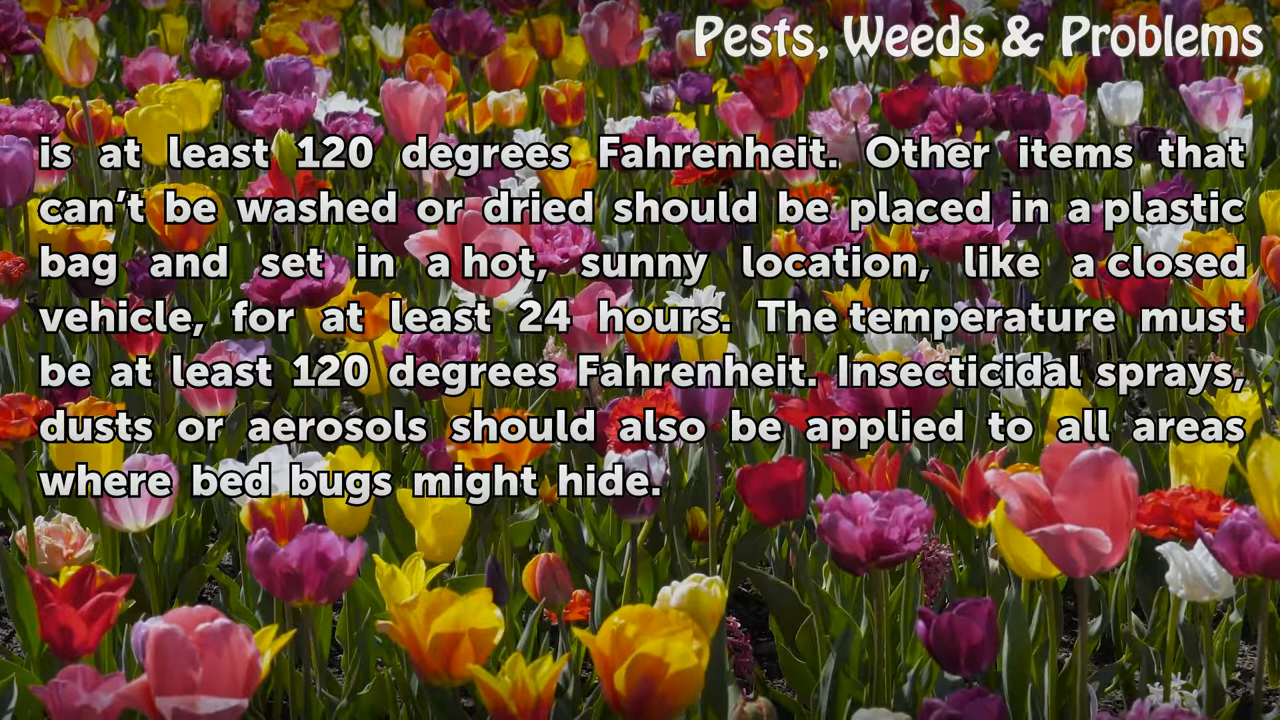 Pests, Weeds & Problems
is at least 120 degrees Fahrenheit. Other items that
can’t be washed or dried should be placed in a plastic
bag and set in a hot, sunny location, like a closed
vehicle, for at least 24 hours. The temperature must
be at least 120 degrees Fahrenheit. Insecticidal sprays,
dusts or aerosols should also be applied to all areas
where bed bugs might hide.